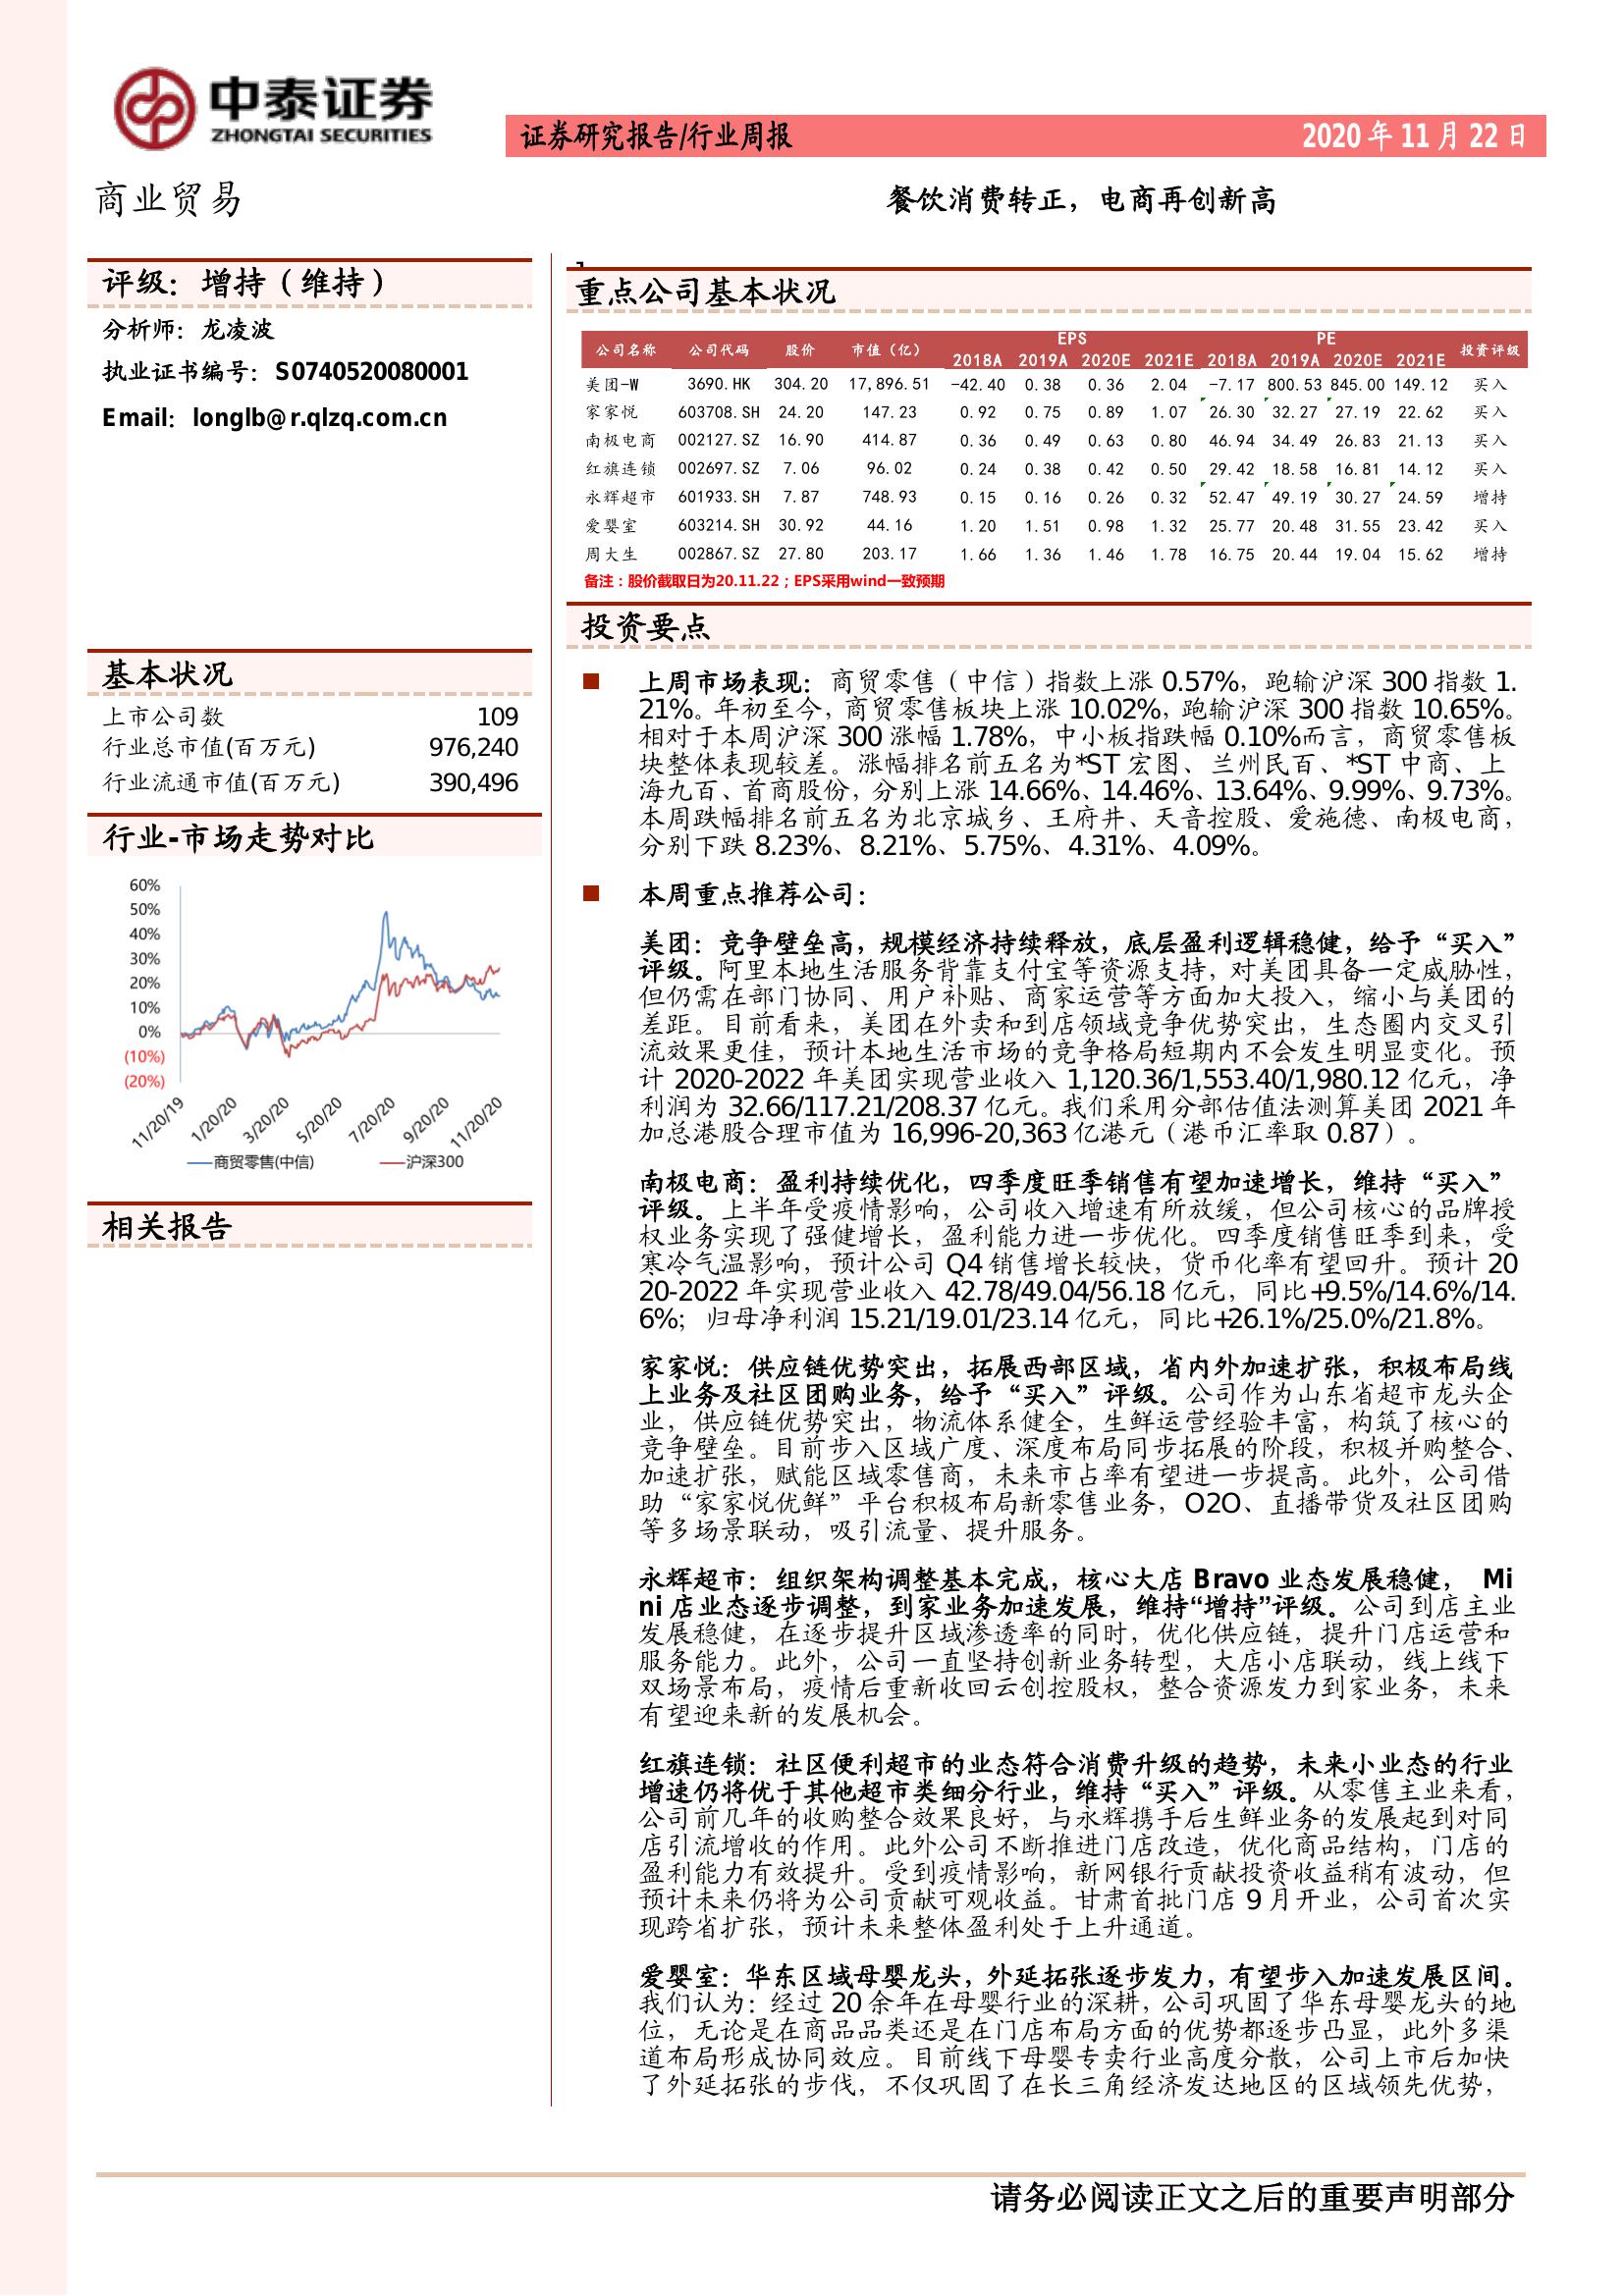 中泰证券
ZHONGTAI SECURITIES
证券研究报告/行业周报 2020 年 11 月 22 日
商业贸易
餐饮消费转正，电商再创新高
评级：增持（维持）
分析师：龙凌波
执业证书编号：S0740520080001
Email：longlb@r.qlzq.com.cn
基本状况
上市公司数 109
行业总市值(百万元) 976,240
行业流通市值(百万元) 390,496
行业-市场走势对比
60%
50%
40%
30%
20%
10%
0%
(10%)
(20%)
11/20/19 1/20/20 3/20/20 5/20/20 7/20/20 9/20/20 11/20/20
商贸零售(中信) 沪深300
相关报告
重点公司基本状况
公司名称 公司代码 股价 市值（亿） EPS PE 投资评级
2018A 2019A 2020E 2021E 2018A 2019A 2020E 2021E
美团-W 3690.HK 304.20 17,896.51 -42.40 0.38 0.36 2.04 -7.17 800.53 845.00 149.12 买入
家家悦 603708.SH 24.20 147.23 0.92 0.75 0.89 1.07 26.30 32.27 27.19 22.62 买入
南极电商 002127.SZ 16.90 414.87 0.36 0.49 0.63 0.80 46.94 34.49 26.83 21.13 买入
红旗连锁 002697.SZ 7.06 96.02 0.24 0.38 0.42 0.50 29.42 18.58 16.81 14.12 买入
永辉超市 601933.SH 7.87 748.93 0.15 0.16 0.26 0.32 52.47 49.19 30.27 24.59 增持
爱婴室 603214.SH 30.92 44.16 1.20 1.51 0.98 1.32 25.77 20.48 31.55 23.42 买入
周大生 002867.SZ 27.80 203.17 1.66 1.36 1.46 1.78 16.75 20.44 19.04 15.62 增持
备注：股价截取日为20.11.22；EPS采用wind一致预期
投资要点
上周市场表现：商贸零售（中信）指数上涨 0.57%，跑输沪深 300 指数 1.
21%。年初至今，商贸零售板块上涨 10.02%，跑输沪深 300 指数 10.65%。
相对于本周沪深 300 涨幅 1.78%，中小板指跌幅 0.10%而言，商贸零售板
块整体表现较差。涨幅排名前五名为*ST 宏图、兰州民百、*ST 中商、上
海九百、首商股份，分别上涨 14.66%、14.46%、13.64%、9.99%、9.73%。
本周跌幅排名前五名为北京城乡、王府井、天音控股、爱施德、南极电商，
分别下跌 8.23%、8.21%、5.75%、4.31%、4.09%。
本周重点推荐公司：
美团：竞争壁垒高，规模经济持续释放，底层盈利逻辑稳健，给予“买入”
评级。阿里本地生活服务背靠支付宝等资源支持，对美团具备一定威胁性，
但仍需在部门协同、用户补贴、商家运营等方面加大投入，缩小与美团的
差距。目前看来，美团在外卖和到店领域竞争优势突出，生态圈内交叉引
流效果更佳，预计本地生活市场的竞争格局短期内不会发生明显变化。预
计 2020-2022 年美团实现营业收入 1,120.36/1,553.40/1,980.12 亿元，净
利润为 32.66/117.21/208.37 亿元。我们采用分部估值法测算美团 2021 年
加总港股合理市值为 16,996-20,363 亿港元（港币汇率取 0.87）。
南极电商：盈利持续优化，四季度旺季销售有望加速增长，维持“买入”
评级。上半年受疫情影响，公司收入增速有所放缓，但公司核心的品牌授
权业务实现了强健增长，盈利能力进一步优化。四季度销售旺季到来，受
寒冷气温影响，预计公司 Q4 销售增长较快，货币化率有望回升。预计 20
20-2022 年实现营业收入 42.78/49.04/56.18 亿元，同比+9.5%/14.6%/14.
6%；归母净利润 15.21/19.01/23.14 亿元，同比+26.1%/25.0%/21.8%。
家家悦：供应链优势突出，拓展西部区域，省内外加速扩张，积极布局线
上业务及社区团购业务，给予“买入”评级。公司作为山东省超市龙头企
业，供应链优势突出，物流体系健全，生鲜运营经验丰富，构筑了核心的
竞争壁垒。目前步入区域广度、深度布局同步拓展的阶段，积极并购整合、
加速扩张，赋能区域零售商，未来市占率有望进一步提高。此外，公司借
助“家家悦优鲜”平台积极布局新零售业务，O2O、直播带货及社区团购
等多场景联动，吸引流量、提升服务。
永辉超市：组织架构调整基本完成，核心大店 Bravo 业态发展稳健， Mi
ni 店业态逐步调整，到家业务加速发展，维持“增持”评级。公司到店主业
发展稳健，在逐步提升区域渗透率的同时，优化供应链，提升门店运营和
服务能力。此外，公司一直坚持创新业务转型，大店小店联动，线上线下
双场景布局，疫情后重新收回云创控股权，整合资源发力到家业务，未来
有望迎来新的发展机会。
红旗连锁：社区便利超市的业态符合消费升级的趋势，未来小业态的行业
增速仍将优于其他超市类细分行业，维持“买入”评级。从零售主业来看，
公司前几年的收购整合效果良好，与永辉携手后生鲜业务的发展起到对同
店引流增收的作用。此外公司不断推进门店改造，优化商品结构，门店的
盈利能力有效提升。受到疫情影响，新网银行贡献投资收益稍有波动，但
预计未来仍将为公司贡献可观收益。甘肃首批门店 9 月开业，公司首次实
现跨省扩张，预计未来整体盈利处于上升通道。
爱婴室：华东区域母婴龙头，外延拓张逐步发力，有望步入加速发展区间。
我们认为：经过 20 余年在母婴行业的深耕，公司巩固了华东母婴龙头的地
位，无论是在商品品类还是在门店布局方面的优势都逐步凸显，此外多渠
道布局形成协同效应。目前线下母婴专卖行业高度分散，公司上市后加快
了外延拓张的步伐，不仅巩固了在长三角经济发达地区的区域领先优势，
请务必阅读正文之后的重要声明部分